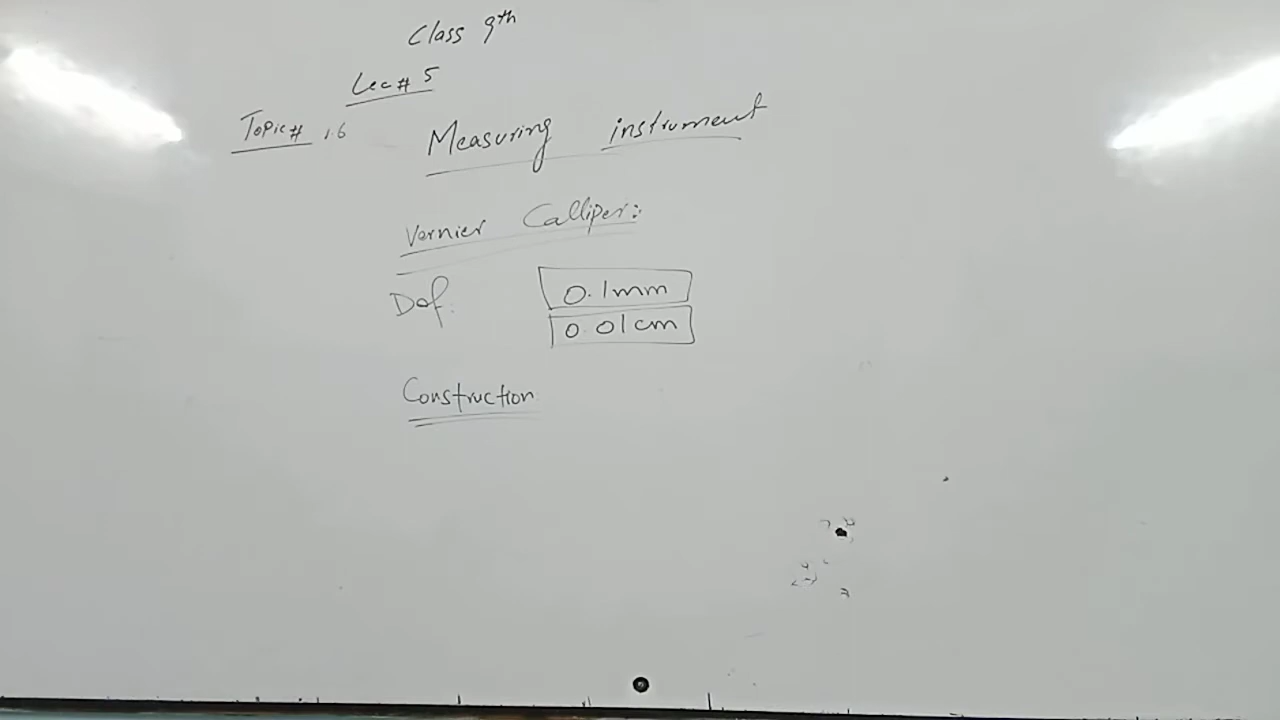 Class 9th
Lec # 5
Topic # 1.6 Measuring instrument
Vernier Calliper:
Def. 0.1mm
0.01cm
Construction